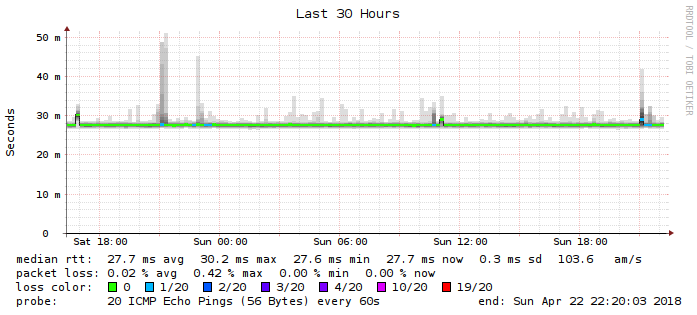 Last 30 Hours
RRDTOOL / TOBI OETIKER
Seconds
50 m
40 m
30 m
20 m
10 m
0
Sat 18:00 Sun 00:00 Sun 06:00 Sun 12:00 Sun 18:00
median rtt: 27.7 ms avg 30.2 ms max 27.6 ms min 27.7 ms now 0.3 ms sd 103.6 am/s
packet loss: 0.02 % avg 0.42 % max 0.00 % min 0.00 % now
loss color: 0 1/20 2/20 3/20 4/20 10/20 19/20
probe: 20 ICMP Echo Pings (56 Bytes) every 60s end: Sun Apr 22 22:20:03 2018